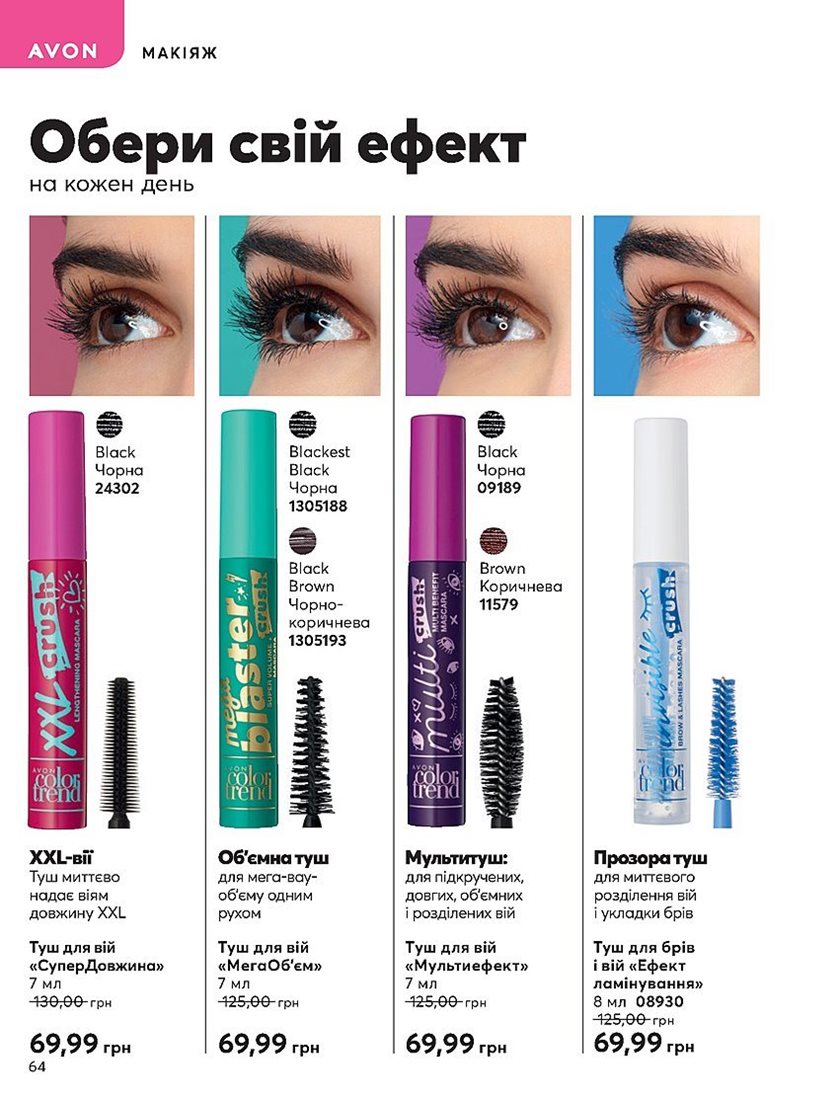 AVON
МАКІЯЖ
Обери свій ефект
на кожен день
Black
Чорна
24302
XXL crush
LENGTHENING MASCARA
AVON
color trend
XXL-вії
Туш миттєво
надає віям
довжину XXL
Туш для вій
«СуперДовжина»
7 мл
130,00 грн
69,99 грн
Blackest
Black
Чорна
1305188
Black
Brown
Чорно-
коричнева
1305193
mega
blaster
crush
SUPER VOLUME
MASCARA
AVON
color trend
Об'ємна туш
для мега-вау-
об'єму одним
рухом
Туш для вій
«МегаОб'єм»
7 мл
125,00 грн
69,99 грн
Black
Чорна
09189
Brown
Коричнева
11579
multi crush
MULTI BENEFIT
MASCARA
AVON
color trend
Мультитуш:
для підкручених,
довгих, об'ємних
і розділених вій
Туш для вій
«Мультиефект»
7 мл
125,00 грн
69,99 грн
invisible crush
BROW & LASHES MASCARA
color trend
Прозора туш
для миттєвого
розділення вій
і укладки брів
Туш для брів
і вій «Ефект
ламінування»
8 мл 08930
125,00 грн
69,99 грн
64